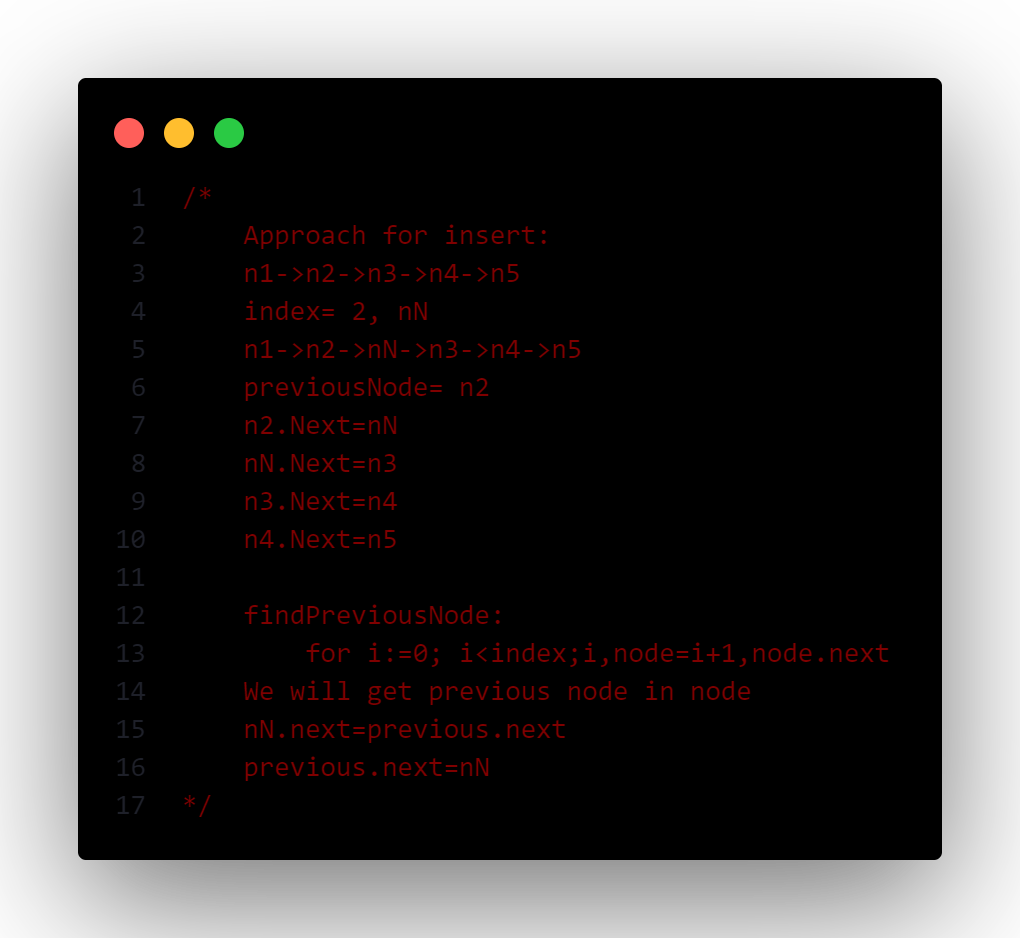 1 /*
2 Approach for insert:
3 n1->n2->n3->n4->n5
4 index= 2, nN
5 n1->n2->nN->n3->n4->n5
6 previousNode= n2
7 n2.Next=nN
8 nN.Next=n3
9 n3.Next=n4
10 n4.Next=n5
11
12 findPreviousNode:
13 for i:=0; i<index;i,node=i+1,node.next
14 We will get previous node in node
15 nN.next=previous.next
16 previous.next=nN
17 */